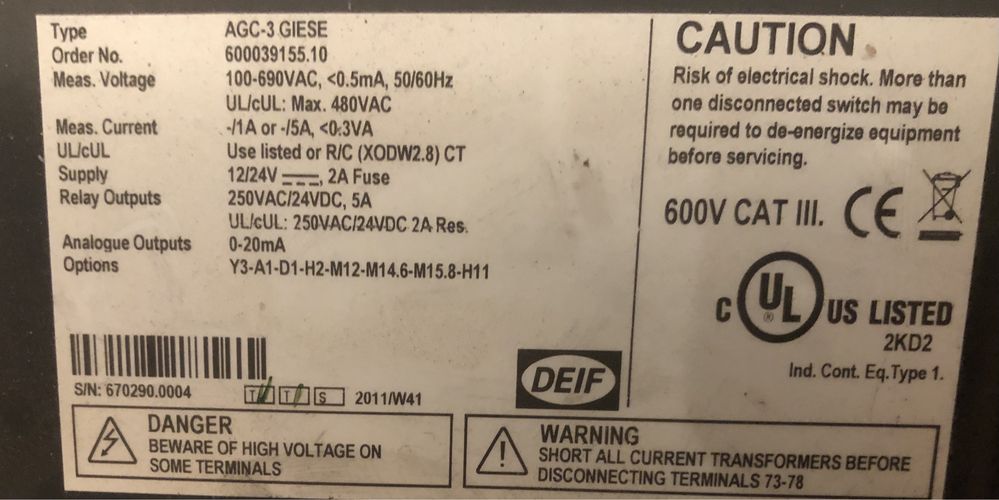 Type AGC-3 GIESE
Order No. 600039155.10
Meas. Voltage 100-690VAC, <0.5mA, 50/60Hz
UL/cUL: Max. 480VAC
Meas. Current -/1A or -/5A, <0.3VA
UL/cUL Use listed or R/C (XODW2.8) CT
Supply 12/24V ⎓, 2A Fuse
Relay Outputs 250VAC/24VDC, 5A
UL/cUL: 250VAC/24VDC 2A Res.
Analogue Outputs 0-20mA
Options Y3-A1-D1-H2-M12-M14.6-M15.8-H11
S/N: 670290.0004 T T S 2011/W41
DEIF
DANGER
BEWARE OF HIGH VOLTAGE ON
SOME TERMINALS
CAUTION
Risk of electrical shock. More than
one disconnected switch may be
required to de-energize equipment
before servicing.
600V CAT III. CE
C UL ® US LISTED
2KD2
Ind. Cont. Eq.Type 1.
WARNING
SHORT ALL CURRENT TRANSFORMERS BEFORE
DISCONNECTING TERMINALS 73-78